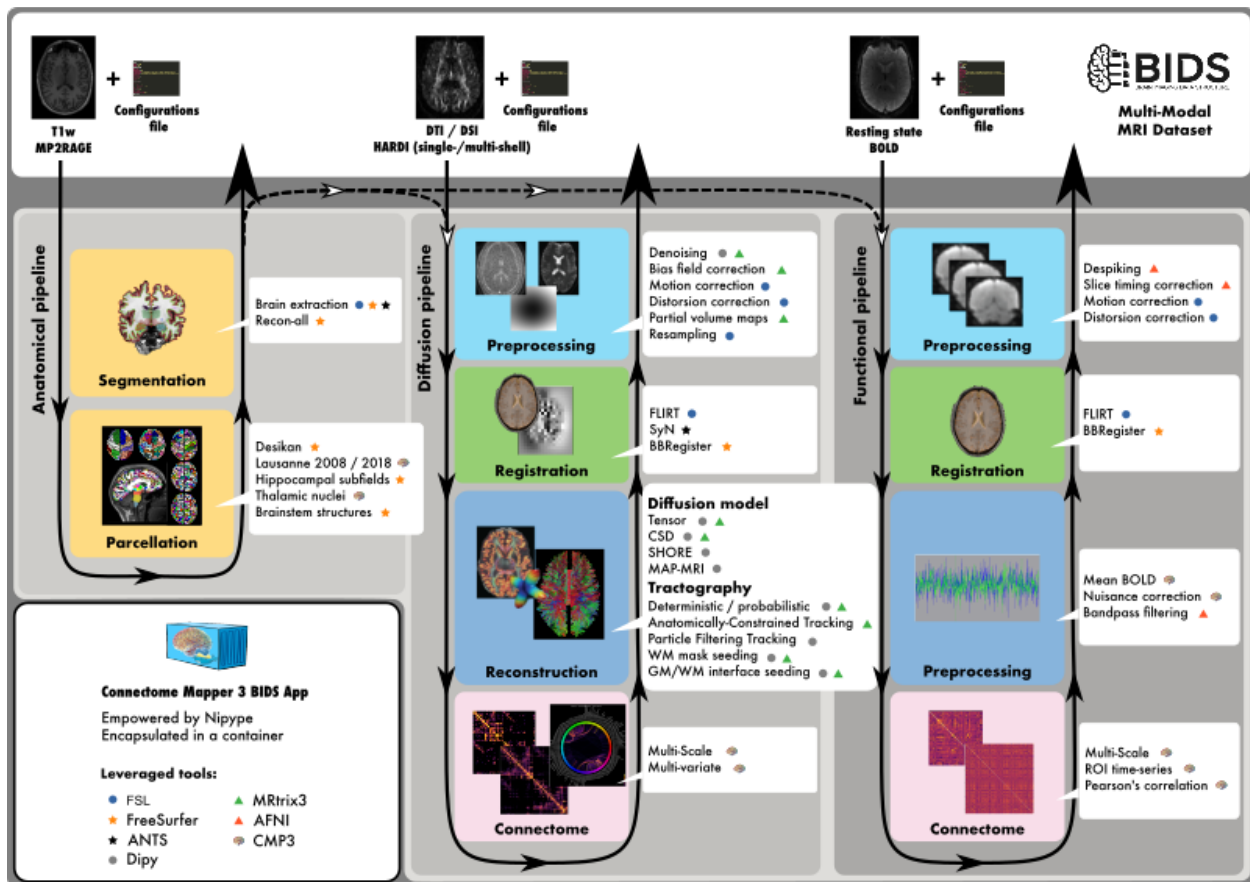 T1w
MP2RAGE
+
Configurations
file
DTI / DSI
HARDI (single-/multi-shell)
+
Configurations
file
Resting state
BOLD
+
Configurations
file
BIDS
BRAIN IMAGING DATA STRUCTURE
Multi-Modal
MRI Dataset
Anatomical pipeline
Segmentation
Brain extraction
Recon-all
Parcellation
Desikan
Lausanne 2008 / 2018
Hippocampal subfields
Thalamic nuclei
Brainstem structures
Diffusion pipeline
Preprocessing
Denoising
Bias field correction
Motion correction
Distorsion correction
Partial volume maps
Resampling
Registration
FLIRT
SyN
BBRegister
Reconstruction
Diffusion model
Tensor
CSD
SHORE
MAP-MRI
Tractography
Deterministic / probabilistic
Anatomically-Constrained Tracking
Particle Filtering Tracking
WM mask seeding
GM/WM interface seeding
Connectome
Multi-Scale
Multi-variate
Functional pipeline
Preprocessing
Despiking
Slice timing correction
Motion correction
Distorsion correction
Registration
FLIRT
BBRegister
Preprocessing
Mean BOLD
Nuisance correction
Bandpass filtering
Connectome
Multi-Scale
ROI time-series
Pearson's correlation
Connectome Mapper 3 BIDS App
Empowered by Nipype
Encapsulated in a container
Leveraged tools:
FSL
FreeSurfer
ANTS
Dipy
MRtrix3
AFNI
CMP3